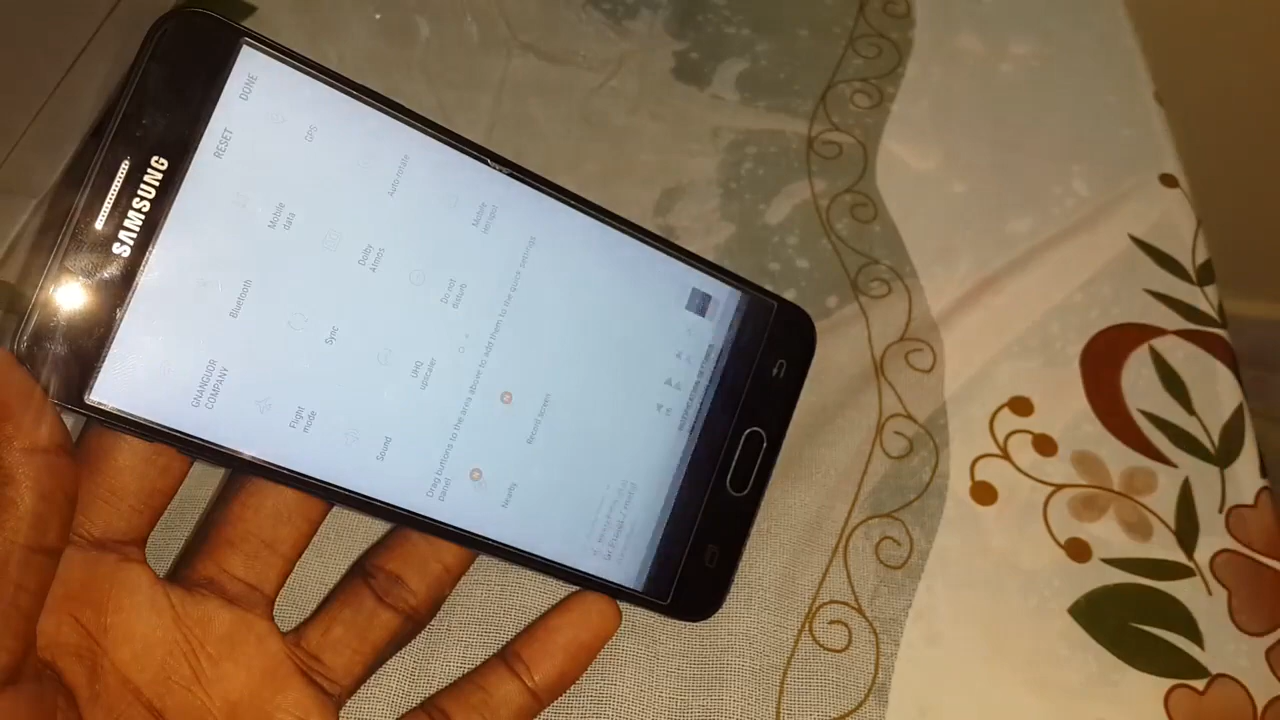 SAMSUNG
RESET
DONE
GNANGUOR
COMPANY
Bluetooth
Mobile
data
GPS
Flight
mode
Sync
Dolby
Atmos
Auto rotate
Sound
UHQ
upscaler
Do not
disturb
Mobile
Hotspot
Drag buttons to the area above to add them to the quick settings
panel
Nearby
Record screen